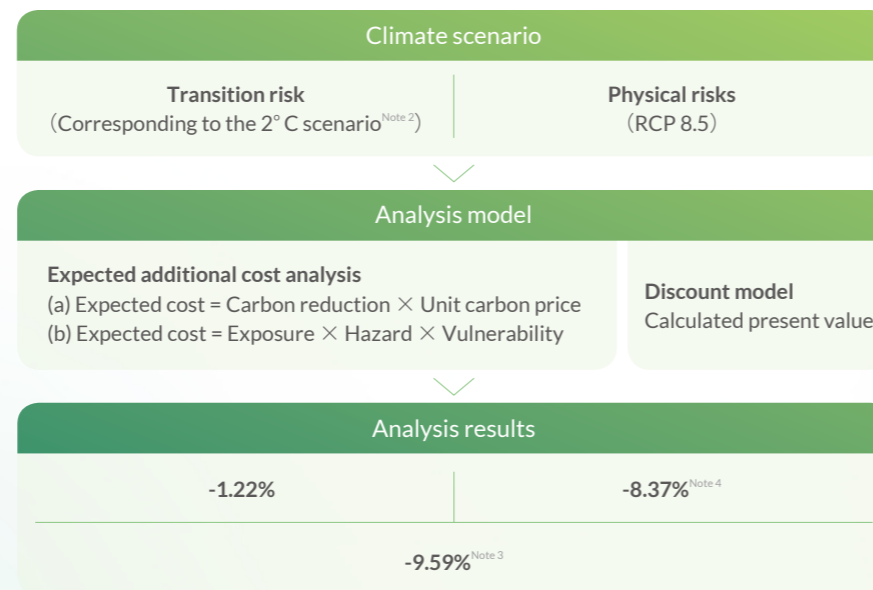 Climate scenario
Transition risk
(Corresponding to the 2° C scenario Note 2)
Physical risks
(RCP 8.5)
Analysis model
Expected additional cost analysis
(a) Expected cost = Carbon reduction × Unit carbon price
(b) Expected cost = Exposure × Hazard × Vulnerability
Discount model
Calculated present value
Analysis results
-1.22%
-8.37% Note 4
-9.59% Note 3